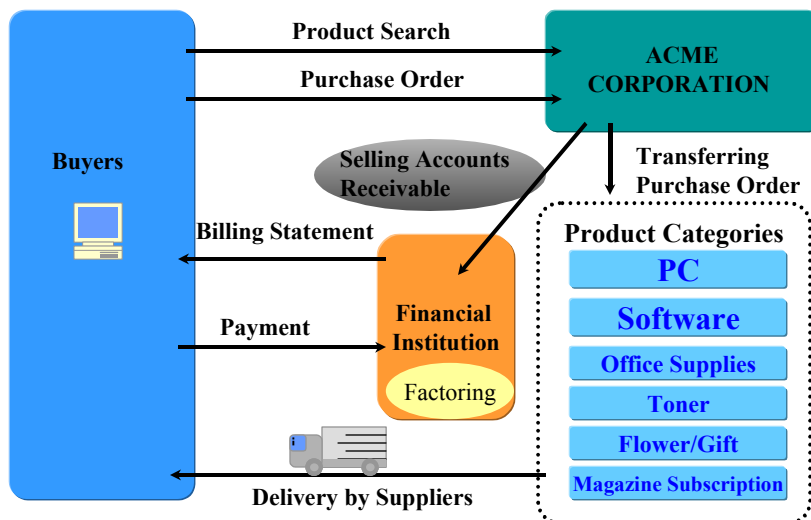 Product Search
ACME
CORPORATION
Purchase Order
Buyers
Selling Accounts
Receivable
Transferring
Purchase Order
Billing Statement
Product Categories
PC
Financial
Institution
Software
Payment
Office Supplies
Factoring
Toner
Flower/Gift
Magazine Subscription
Delivery by Suppliers